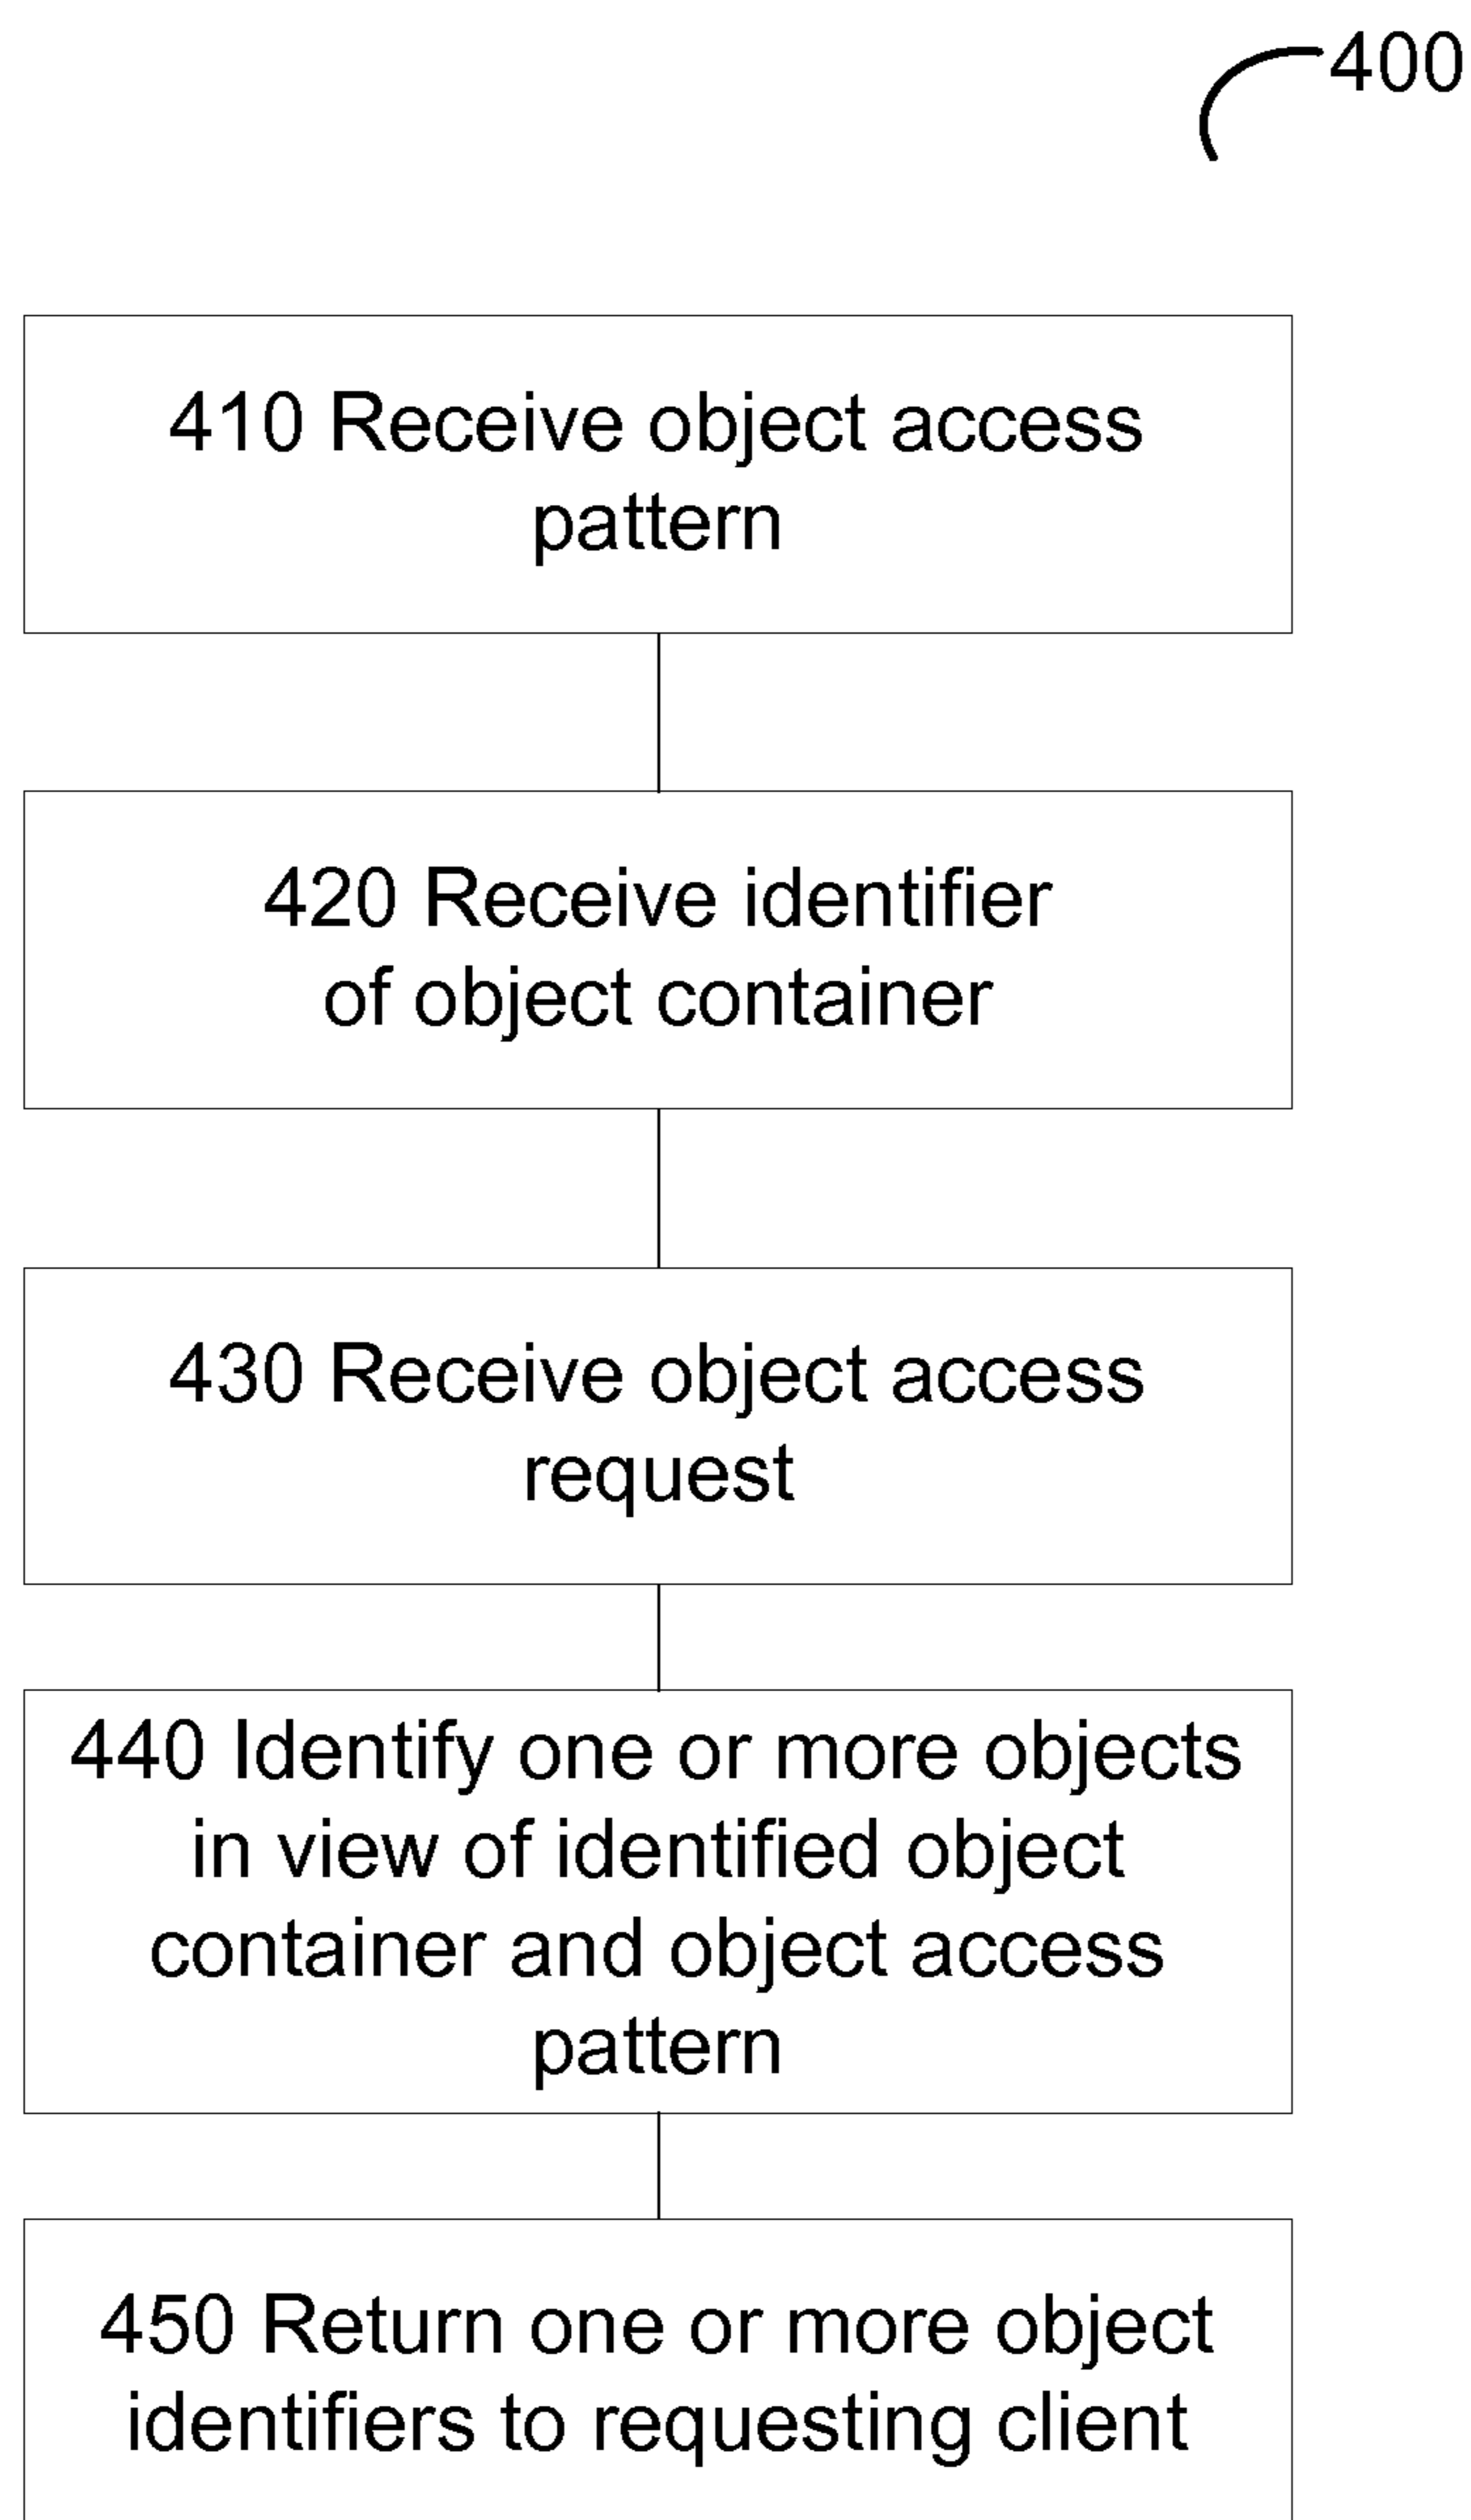 400
410 Receive object access
pattern
420 Receive identifier
of object container
430 Receive object access
request
440 Identify one or more objects
in view of identified object
container and object access
pattern
450 Return one or more object
identifiers to requesting client